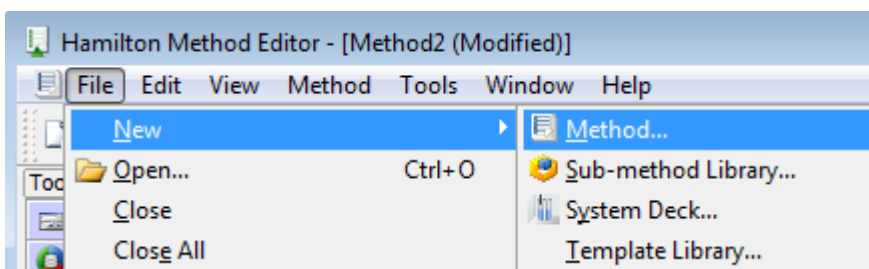 Hamilton Method Editor - [Method2 (Modified)]
File Edit View Method Tools Window Help
New Method...
Open... Ctrl+O Sub-method Library...
Close System Deck...
Close All Template Library...